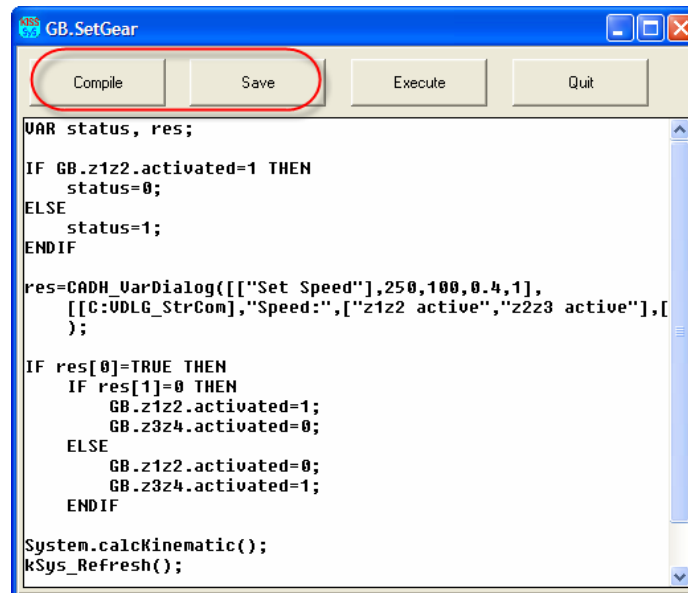 KISS
SYS
GB.SetGear
Compile Save Execute Quit
VAR status, res;
IF GB.z1z2.activated=1 THEN
status=0;
ELSE
status=1;
ENDIF
res=CADH_VarDialog([["Set Speed"],250,100,0.4,1],
[[C:VDLG_StrCom],"Speed:",["z1z2 active","z2z3 active"],[
);
IF res[0]=TRUE THEN
IF res[1]=0 THEN
GB.z1z2.activated=1;
GB.z3z4.activated=0;
ELSE
GB.z1z2.activated=0;
GB.z3z4.activated=1;
ENDIF
System.calcKinematic();
kSys_Refresh();